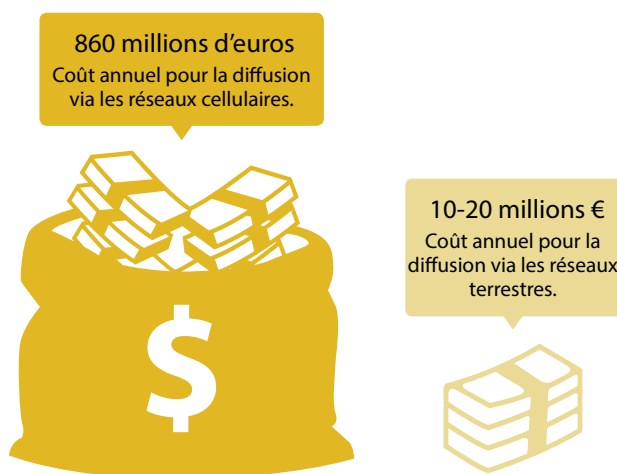 860 millions d’euros
Coût annuel pour la diffusion
via les réseaux cellulaires.
10-20 millions €
Coût annuel pour la
diffusion via les réseaux
terrestres.
$